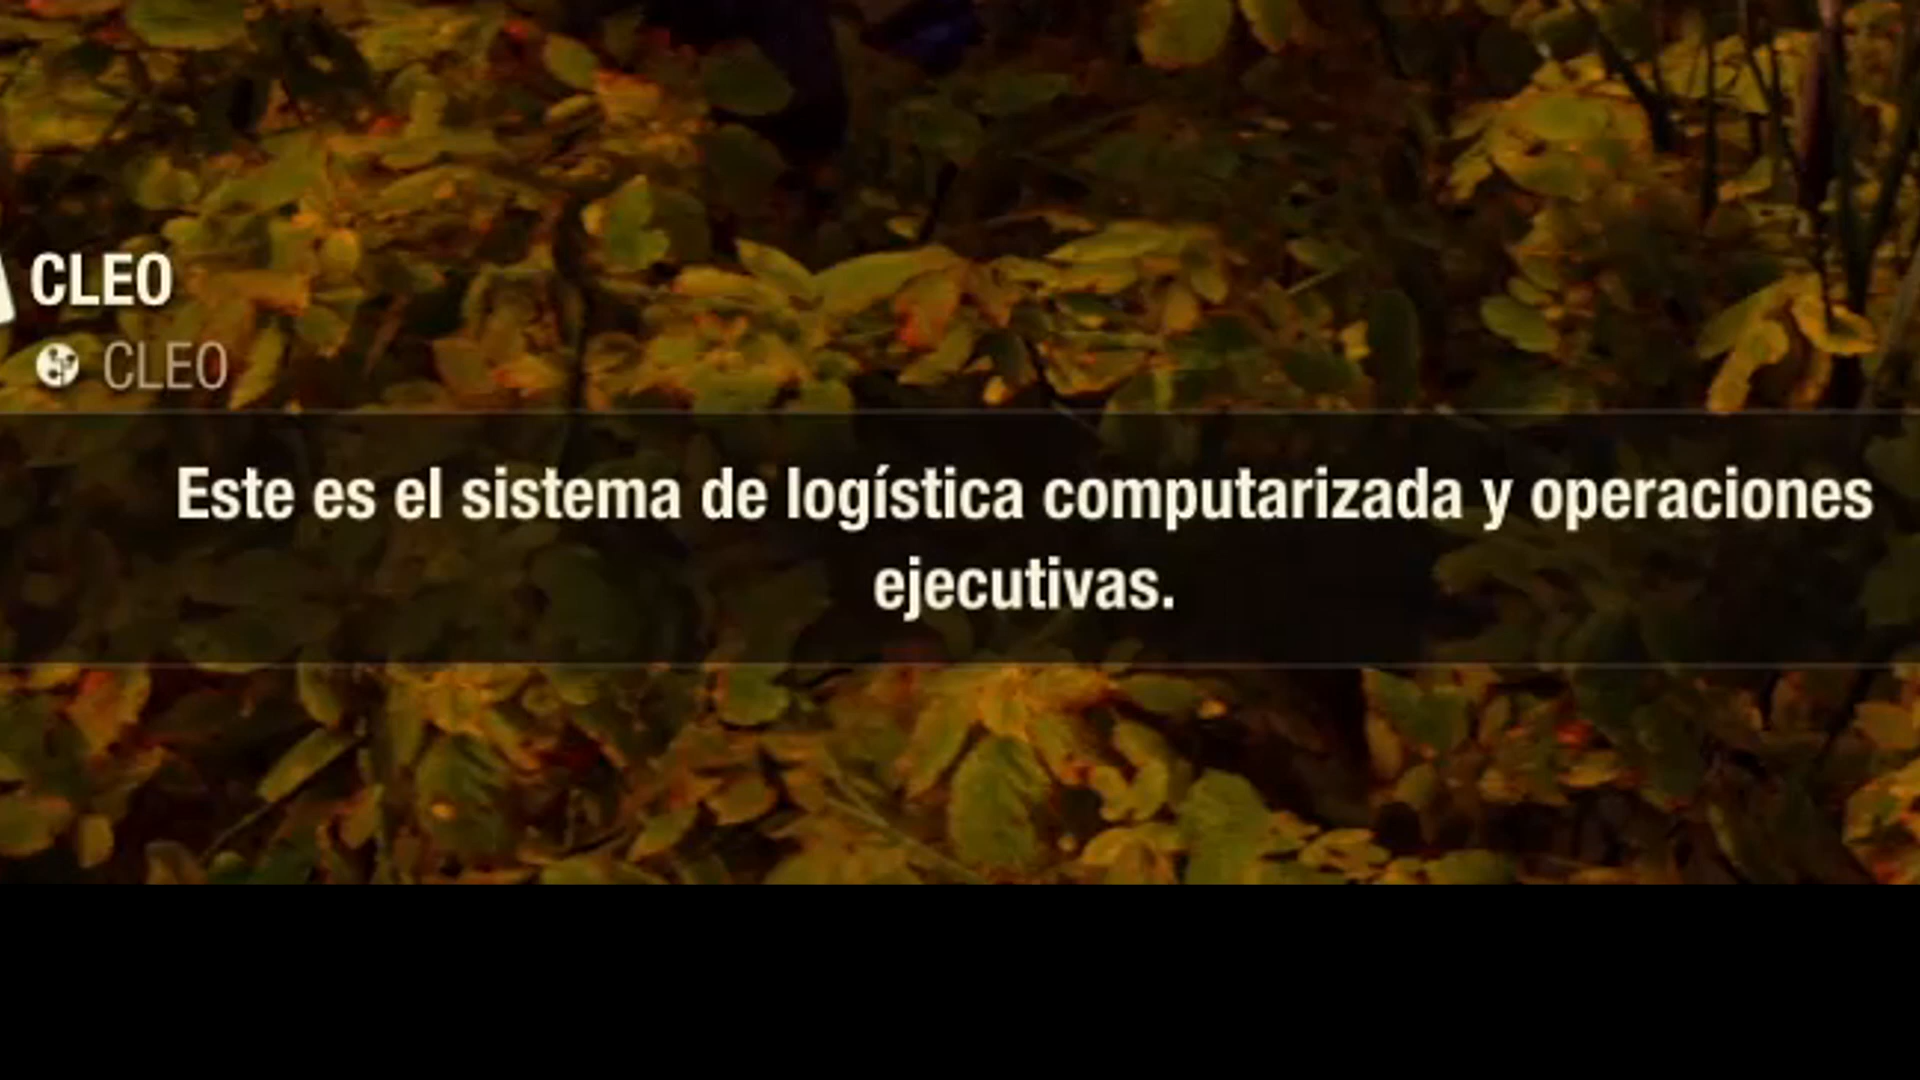 CLEO
CLEO
Este es el sistema de logística computarizada y operaciones
ejecutivas.